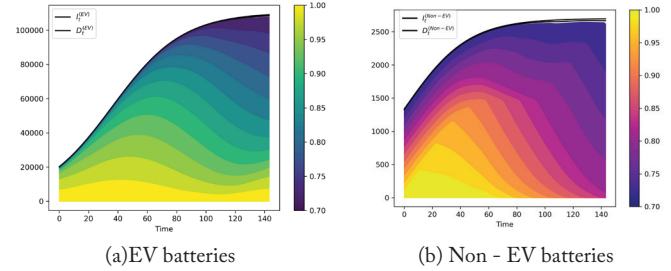 I_t^(EV)
D_t^(EV)
100000
80000
60000
40000
20000
0
0 20 40 60 80 100 120 140
Time
1.00
0.95
0.90
0.85
0.80
0.75
0.70
(a)EV batteries
I_t^(Non − EV)
D_t^(Non − EV)
2500
2000
1500
1000
500
0
0 20 40 60 80 100 120 140
Time
1.00
0.95
0.90
0.85
0.80
0.75
0.70
(b) Non - EV batteries